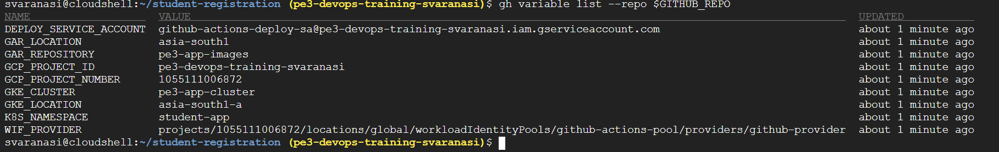 svaranasi@cloudshell:~/student-registration (pe3-devops-training-svaranasi)$ gh variable list --repo $GITHUB_REPO
NAME VALUE UPDATED
DEPLOY_SERVICE_ACCOUNT github-actions-deploy-sa@pe3-devops-training-svaranasi.iam.gserviceaccount.com about 1 minute ago
GAR_LOCATION asia-south1 about 1 minute ago
GAR_REPOSITORY pe3-app-images about 1 minute ago
GCP_PROJECT_ID pe3-devops-training-svaranasi about 1 minute ago
GCP_PROJECT_NUMBER 1055111006872 about 1 minute ago
GKE_CLUSTER pe3-app-cluster about 1 minute ago
GKE_LOCATION asia-south1-a about 1 minute ago
K8S_NAMESPACE student-app about 1 minute ago
WIF_PROVIDER projects/1055111006872/locations/global/workloadIdentityPools/github-actions-pool/providers/github-provider about 1 minute ago
svaranasi@cloudshell:~/student-registration (pe3-devops-training-svaranasi)$